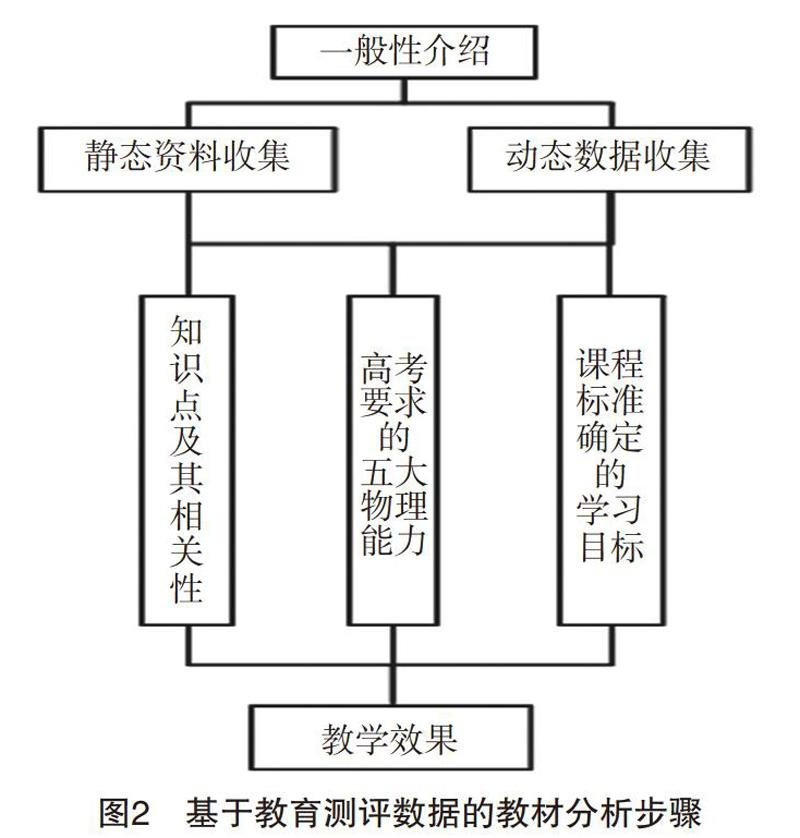 一般性介绍
静态资料收集
动态数据收集
知识点及其相关性
高考
要求
的
五大
物理
能力
课程
标准
确定
的
学习
目标
教学效果
图2 基于教育测评数据的教材分析步骤